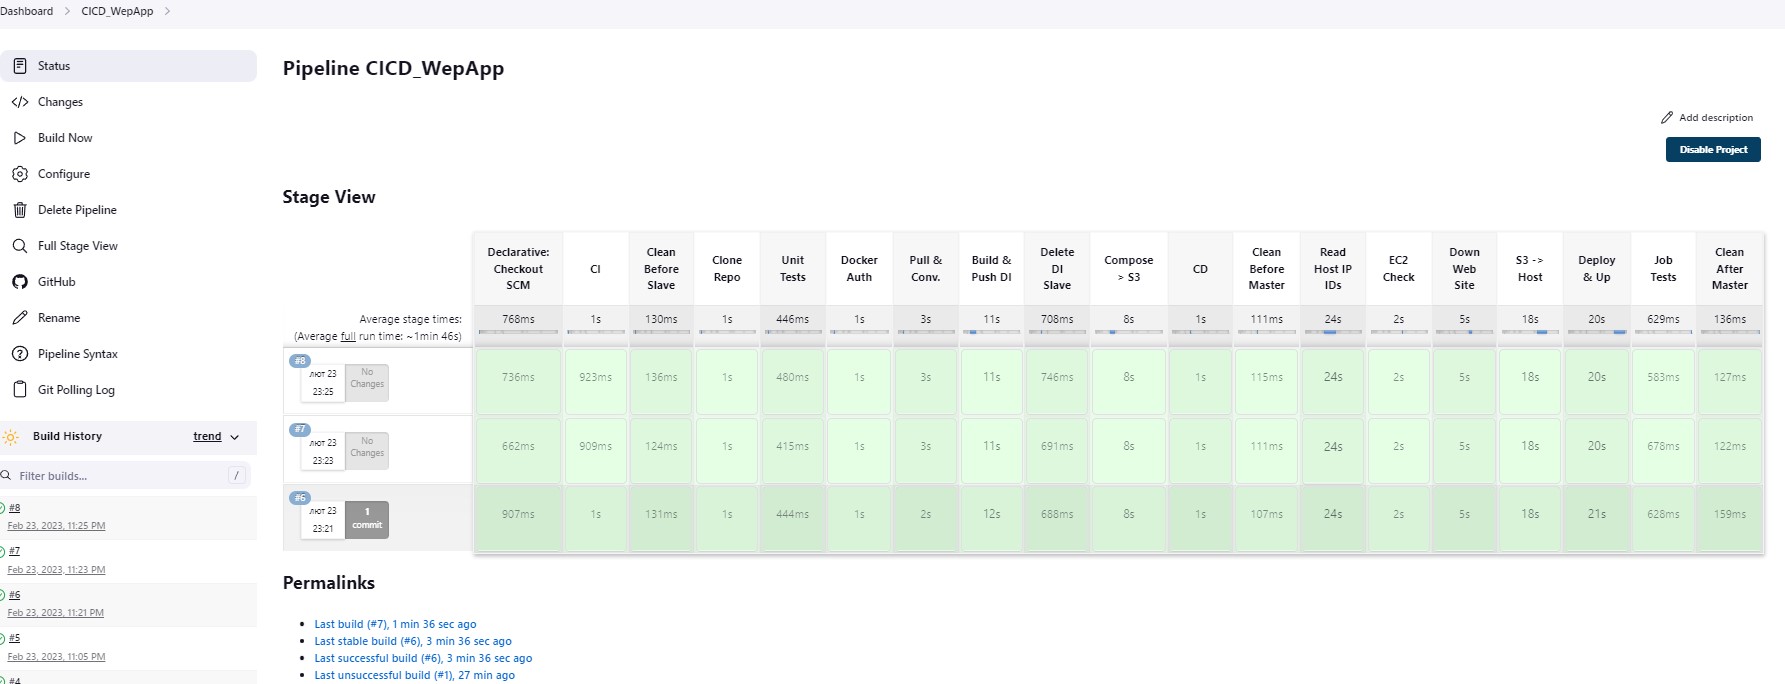 Dashboard > CICD_WepApp >
Status
Changes
Build Now
Configure
Delete Pipeline
Full Stage View
GitHub
Rename
Pipeline Syntax
Git Polling Log
Build History trend
Filter builds... /
#8
Feb 23, 2023, 11:25 PM
#7
Feb 23, 2023, 11:23 PM
#6
Feb 23, 2023, 11:21 PM
#5
Feb 23, 2023, 11:05 PM
#4
Pipeline CICD_WepApp
Add description
Disable Project
Stage View
Declarative:
Checkout
SCM
CI
Clean
Before
Slave
Clone
Repo
Unit
Tests
Docker
Auth
Pull &
Conv.
Build &
Push DI
Delete
DI
Slave
Compose
> S3
CD
Clean
Before
Master
Read
Host IP
IDs
EC2
Check
Down
Web
Site
S3 ->
Host
Deploy
& Up
Job
Tests
Clean
After
Master
Average stage times:
(Average full run time: ~1min 46s)
768ms 1s 130ms 1s 446ms 1s 3s 11s 708ms 8s 1s 111ms 24s 2s 5s 18s 20s 629ms 136ms
#8
лют 23
23:25
No
Changes
736ms 923ms 136ms 1s 480ms 1s 3s 11s 746ms 8s 1s 115ms 24s 2s 5s 18s 20s 583ms 127ms
#7
лют 23
23:23
No
Changes
662ms 909ms 124ms 1s 415ms 1s 3s 11s 691ms 8s 1s 111ms 24s 2s 5s 18s 20s 678ms 122ms
#6
лют 23
23:21
1
commit
907ms 1s 131ms 1s 444ms 1s 2s 12s 688ms 8s 1s 107ms 24s 2s 5s 18s 21s 628ms 159ms
Permalinks
Last build (#7), 1 min 36 sec ago
Last stable build (#6), 3 min 36 sec ago
Last successful build (#6), 3 min 36 sec ago
Last unsuccessful build (#1), 27 min ago